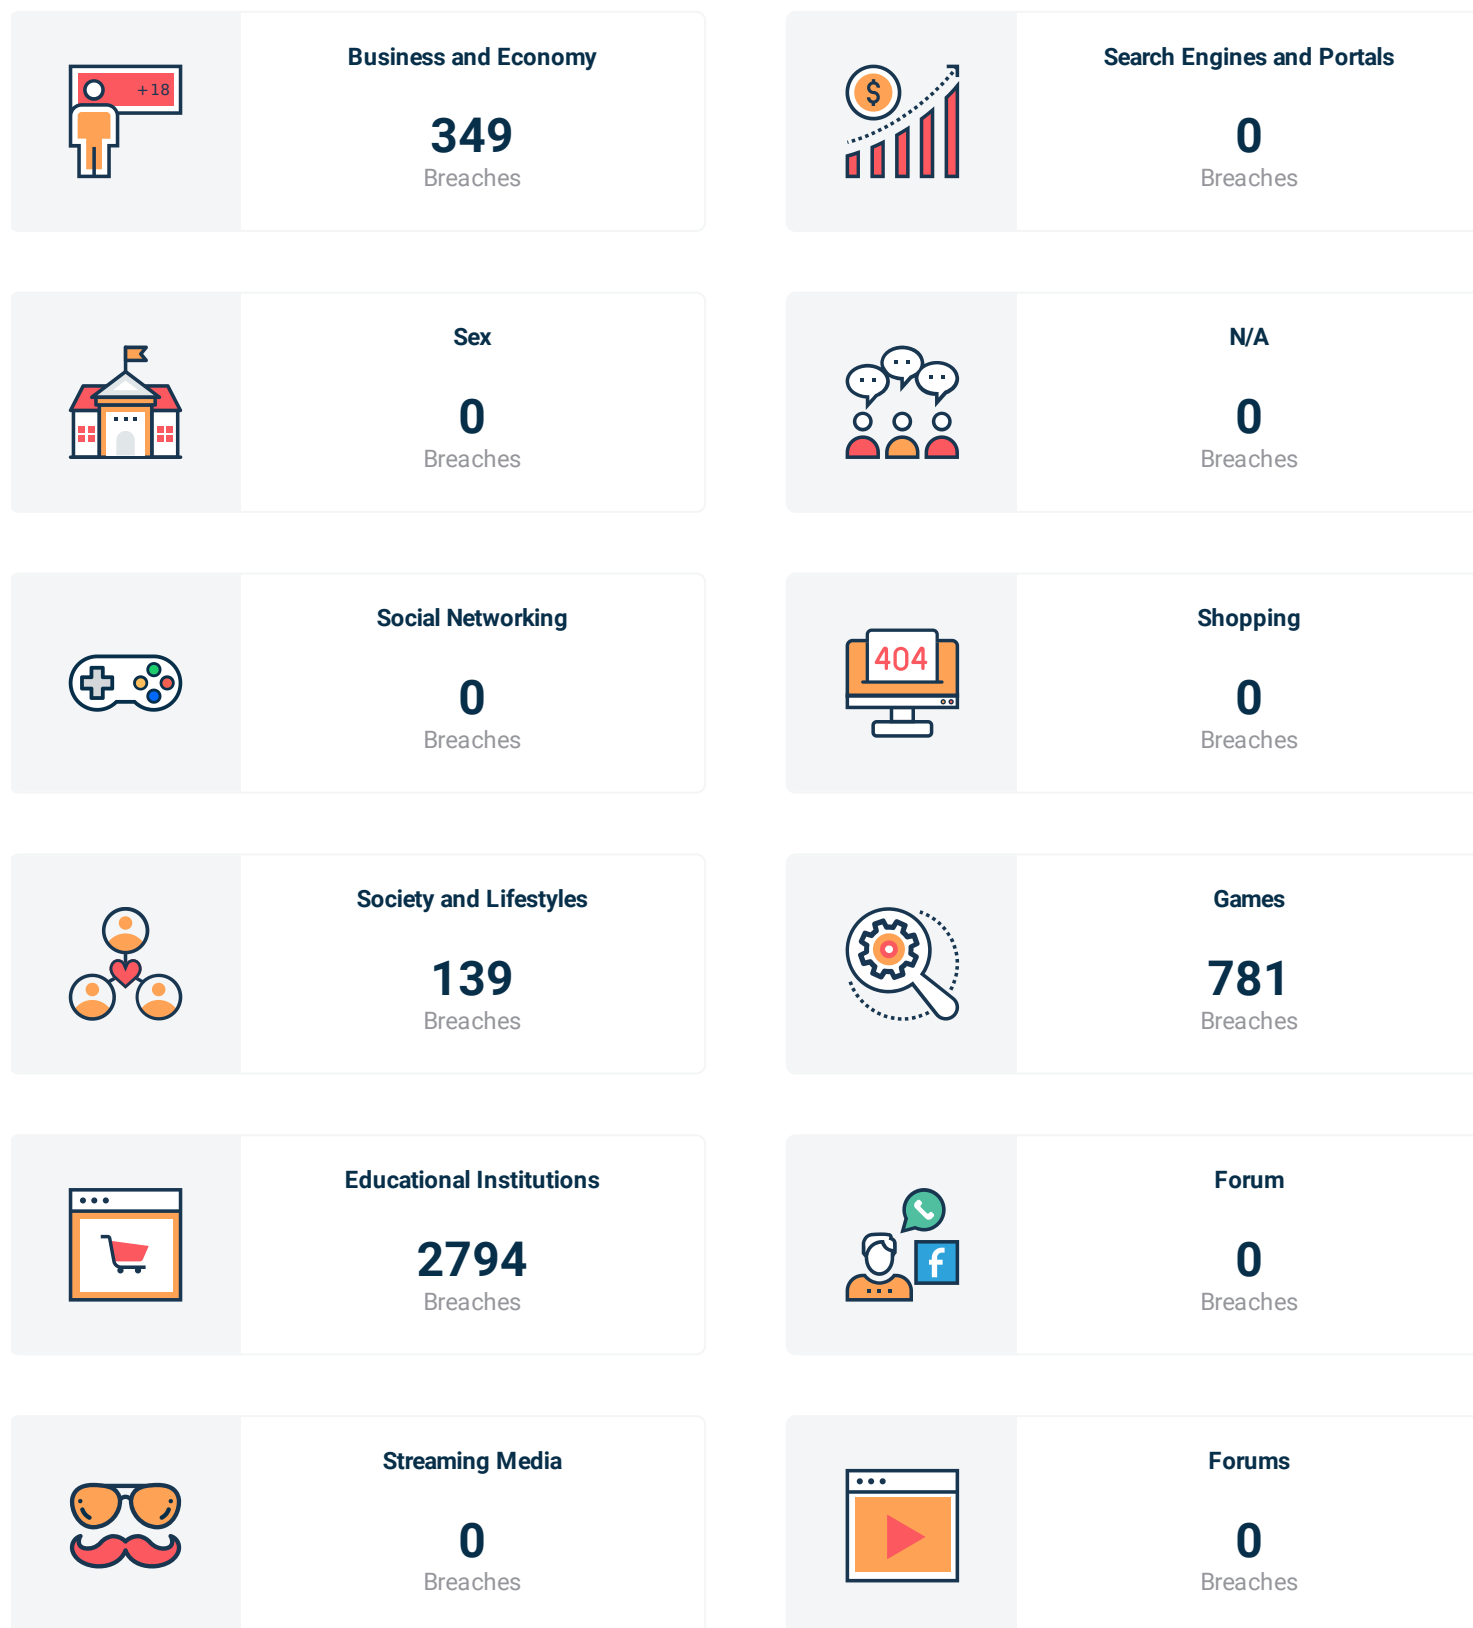 +18
Business and Economy
349
Breaches
$
Search Engines and Portals
0
Breaches
Sex
0
Breaches
N/A
0
Breaches
Social Networking
0
Breaches
404
Shopping
0
Breaches
Society and Lifestyles
139
Breaches
Games
781
Breaches
Educational Institutions
2794
Breaches
f
Forum
0
Breaches
Streaming Media
0
Breaches
Forums
0
Breaches